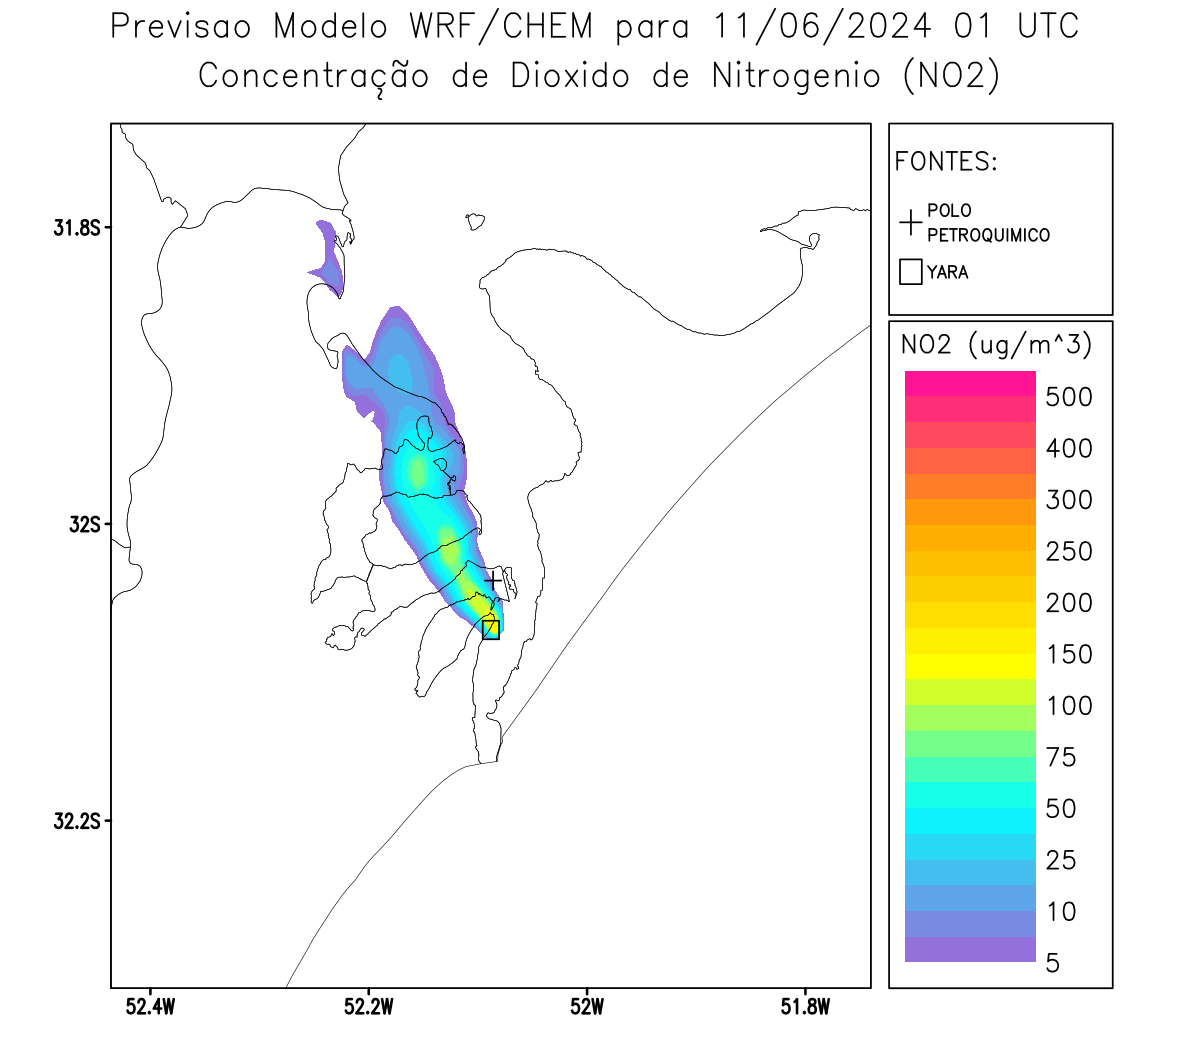 Previsao Modelo WRF/CHEM para 11/06/2024 01 UTC
Concentração de Dioxido de Nitrogenio (NO2)
FONTES:
POLO
PETROQUIMICO
YARA
31.8S
32S
32.2S
52.4W
52.2W
52W
51.8W
NO2 (ug/m^3)
500
400
300
250
200
150
100
75
50
25
10
5